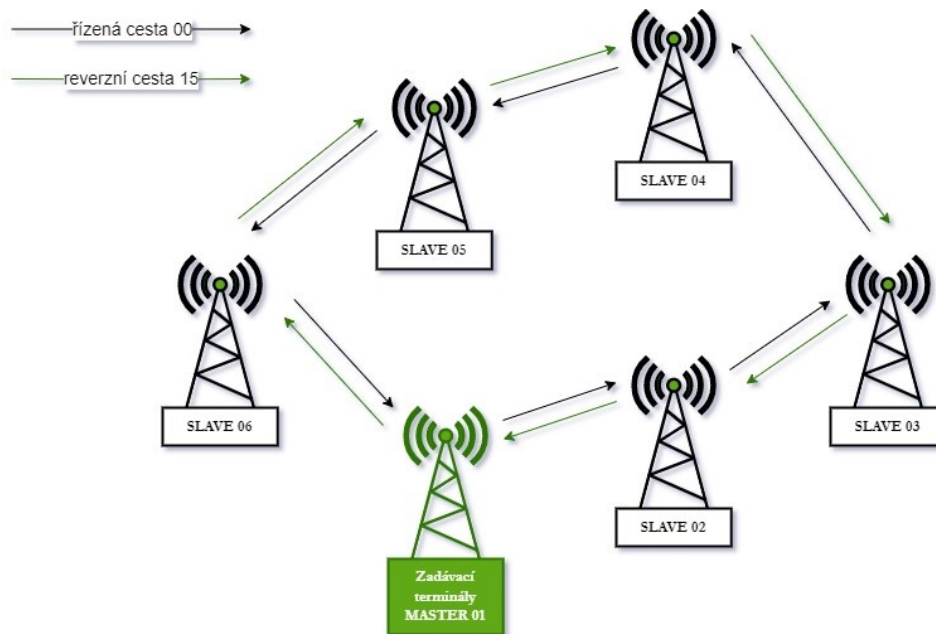 řízená cesta 00
reverzní cesta 15
SLAVE 04
SLAVE 05
SLAVE 06
SLAVE 03
SLAVE 02
Zadávací
terminály
MASTER 01